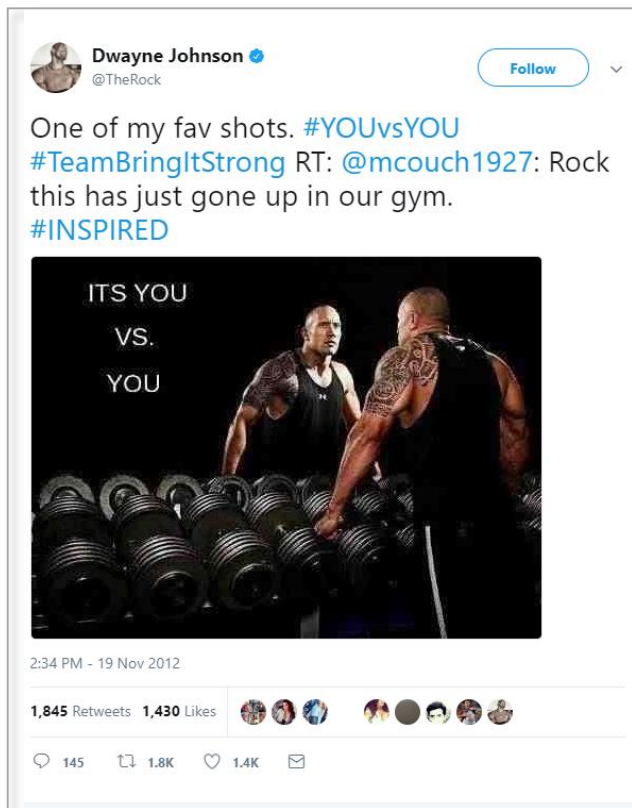 Dwayne Johnson
@TheRock
Follow
One of my fav shots. #YOUvsYOU
#TeamBringItStrong RT: @mcouch1927: Rock
this has just gone up in our gym.
#INSPIRED
ITS YOU
VS.
YOU
2:34 PM - 19 Nov 2012
1,845 Retweets 1,430 Likes
145 1.8K 1.4K